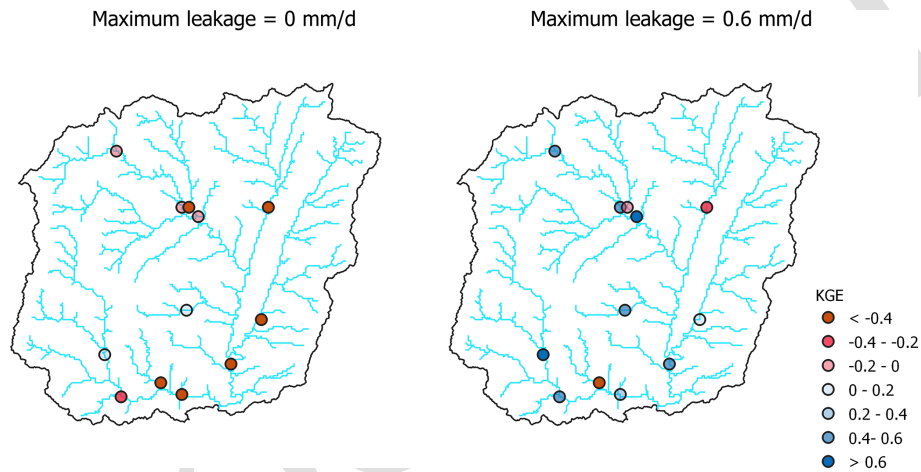 Maximum leakage = 0 mm/d
Maximum leakage = 0.6 mm/d
KGE
< -0.4
-0.4 - -0.2
-0.2 - 0
0 - 0.2
0.2 - 0.4
0.4- 0.6
> 0.6